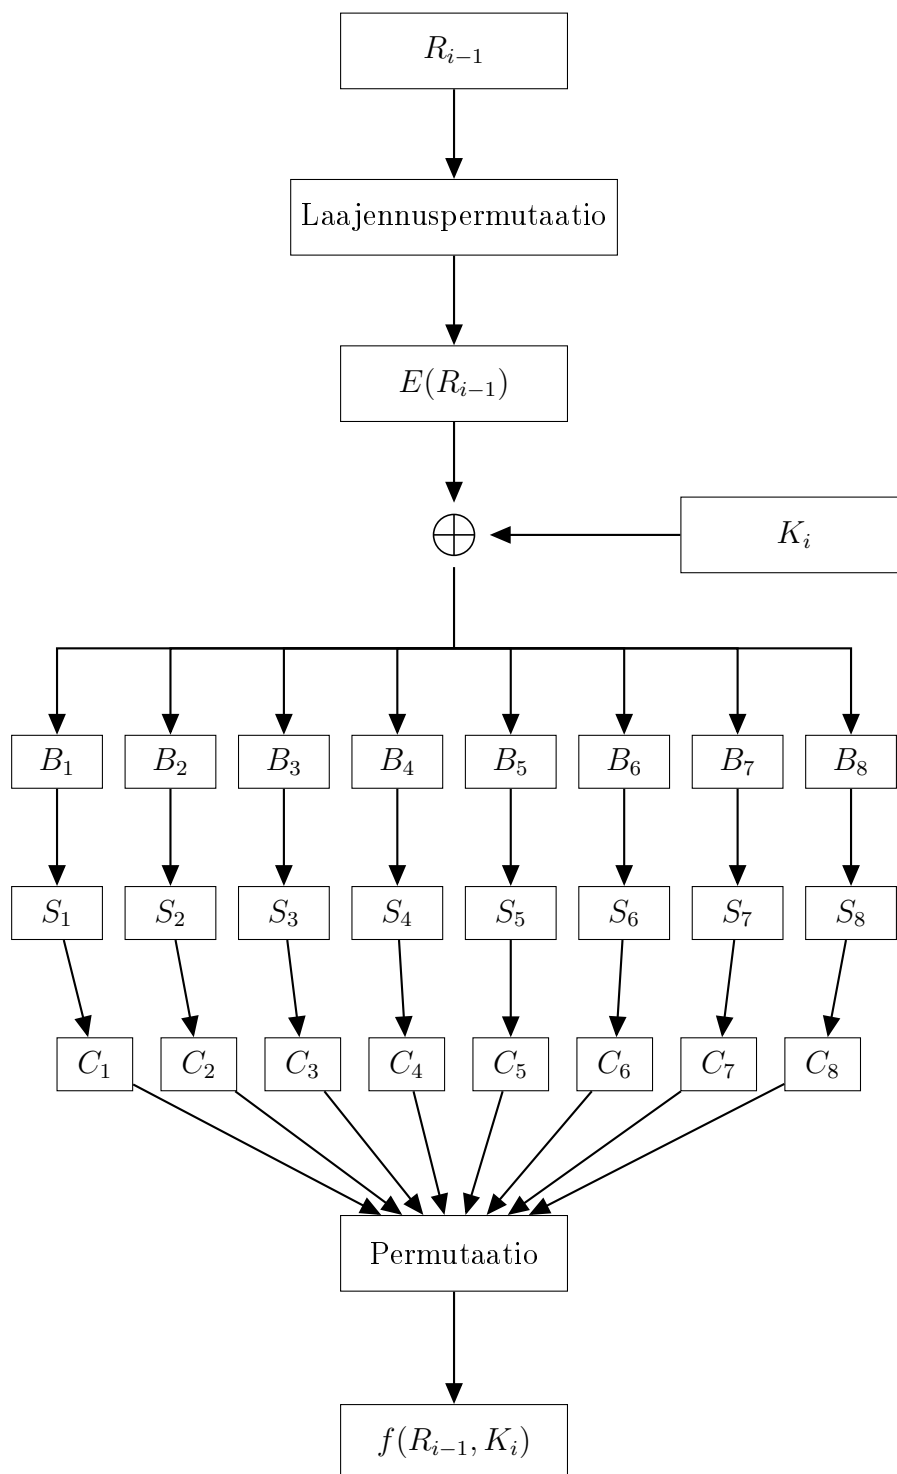 R_{i−1}
Laajennuspermutaatio
E(R_{i−1})
⊕
K_i
B_1 B_2 B_3 B_4 B_5 B_6 B_7 B_8
S_1 S_2 S_3 S_4 S_5 S_6 S_7 S_8
C_1 C_2 C_3 C_4 C_5 C_6 C_7 C_8
Permutaatio
f(R_{i−1}, K_i)